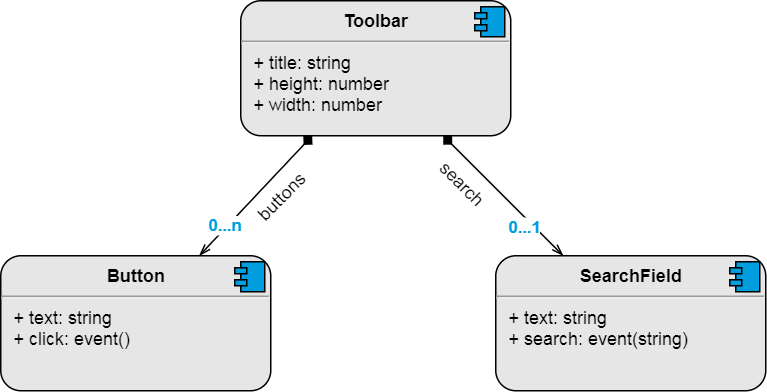 Toolbar
+ title: string
+ height: number
+ width: number
buttons
search
0...n
0...1
Button
+ text: string
+ click: event()
SearchField
+ text: string
+ search: event(string)